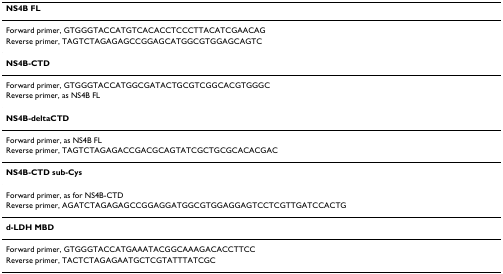 NS4B FL
Forward primer, GTGGGTACCATGTCACACCTCCCTTACATCGAACAG
Reverse primer, TAGTCTAGAGAGCCGGAGCATGGCGTGGAGCAGTC
NS4B-CTD
Forward primer, GTGGGTACCATGGCGATACTGCGTCGGCACGTGGGC
Reverse primer, as NS4B FL
NS4B-deltaCTD
Forward primer, as NS4B FL
Reverse primer, TAGTCTAGAGACCGACGCAGTATCGCTGCGCACACGAC
NS4B-CTD sub-Cys
Forward primer, as for NS4B-CTD
Reverse primer, AGATCTAGAGAGCCGGAGGATGGCGTGGAGGAGTCCTCGTTGATCCACTG
d-LDH MBD
Forward primer, GTGGGTACCATGAAATACGGCAAAGACACCTTCC
Reverse primer, TACTCTAGAGAATGCTCGTATTTATCGC